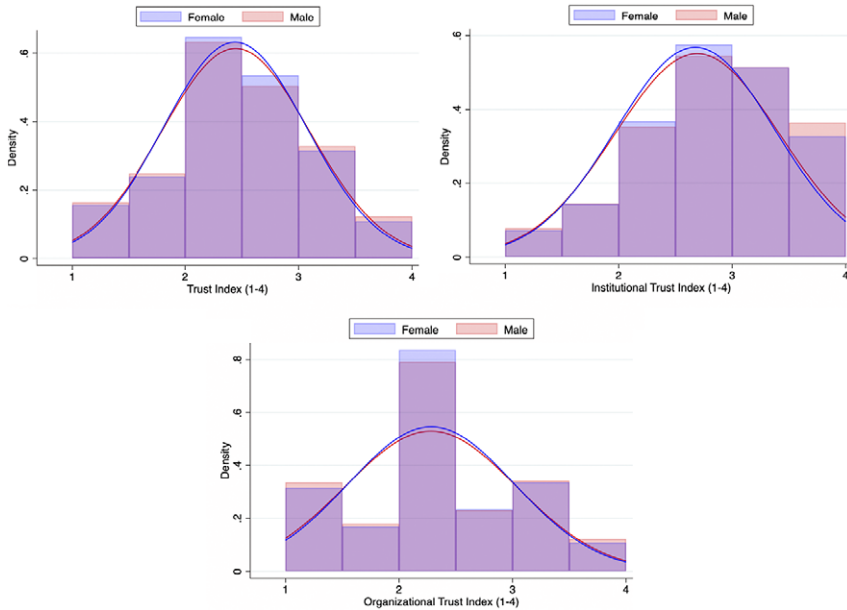 Female Male
.6
.4
.2
0
Density
1 2 3 4
Trust Index (1-4)
Female Male
.6
.4
.2
0
Density
1 2 3 4
Institutional Trust Index (1-4)
Female Male
.8
.6
.4
.2
0
Density
1 2 3 4
Organizational Trust Index (1-4)